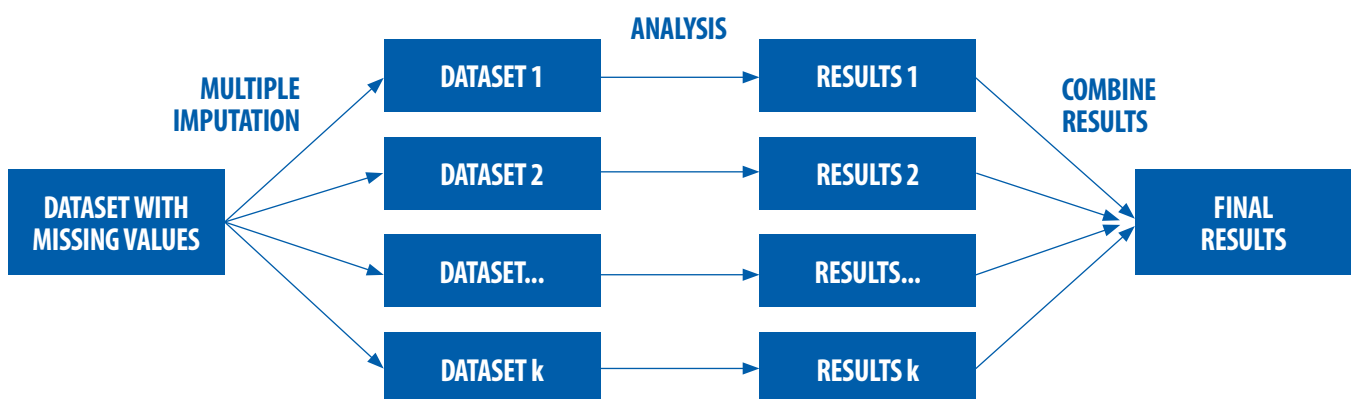 ANALYSIS
MULTIPLE
IMPUTATION
DATASET 1
RESULTS 1
COMBINE
RESULTS
DATASET 2
RESULTS 2
DATASET WITH
MISSING VALUES
FINAL
RESULTS
DATASET...
RESULTS...
DATASET k
RESULTS k